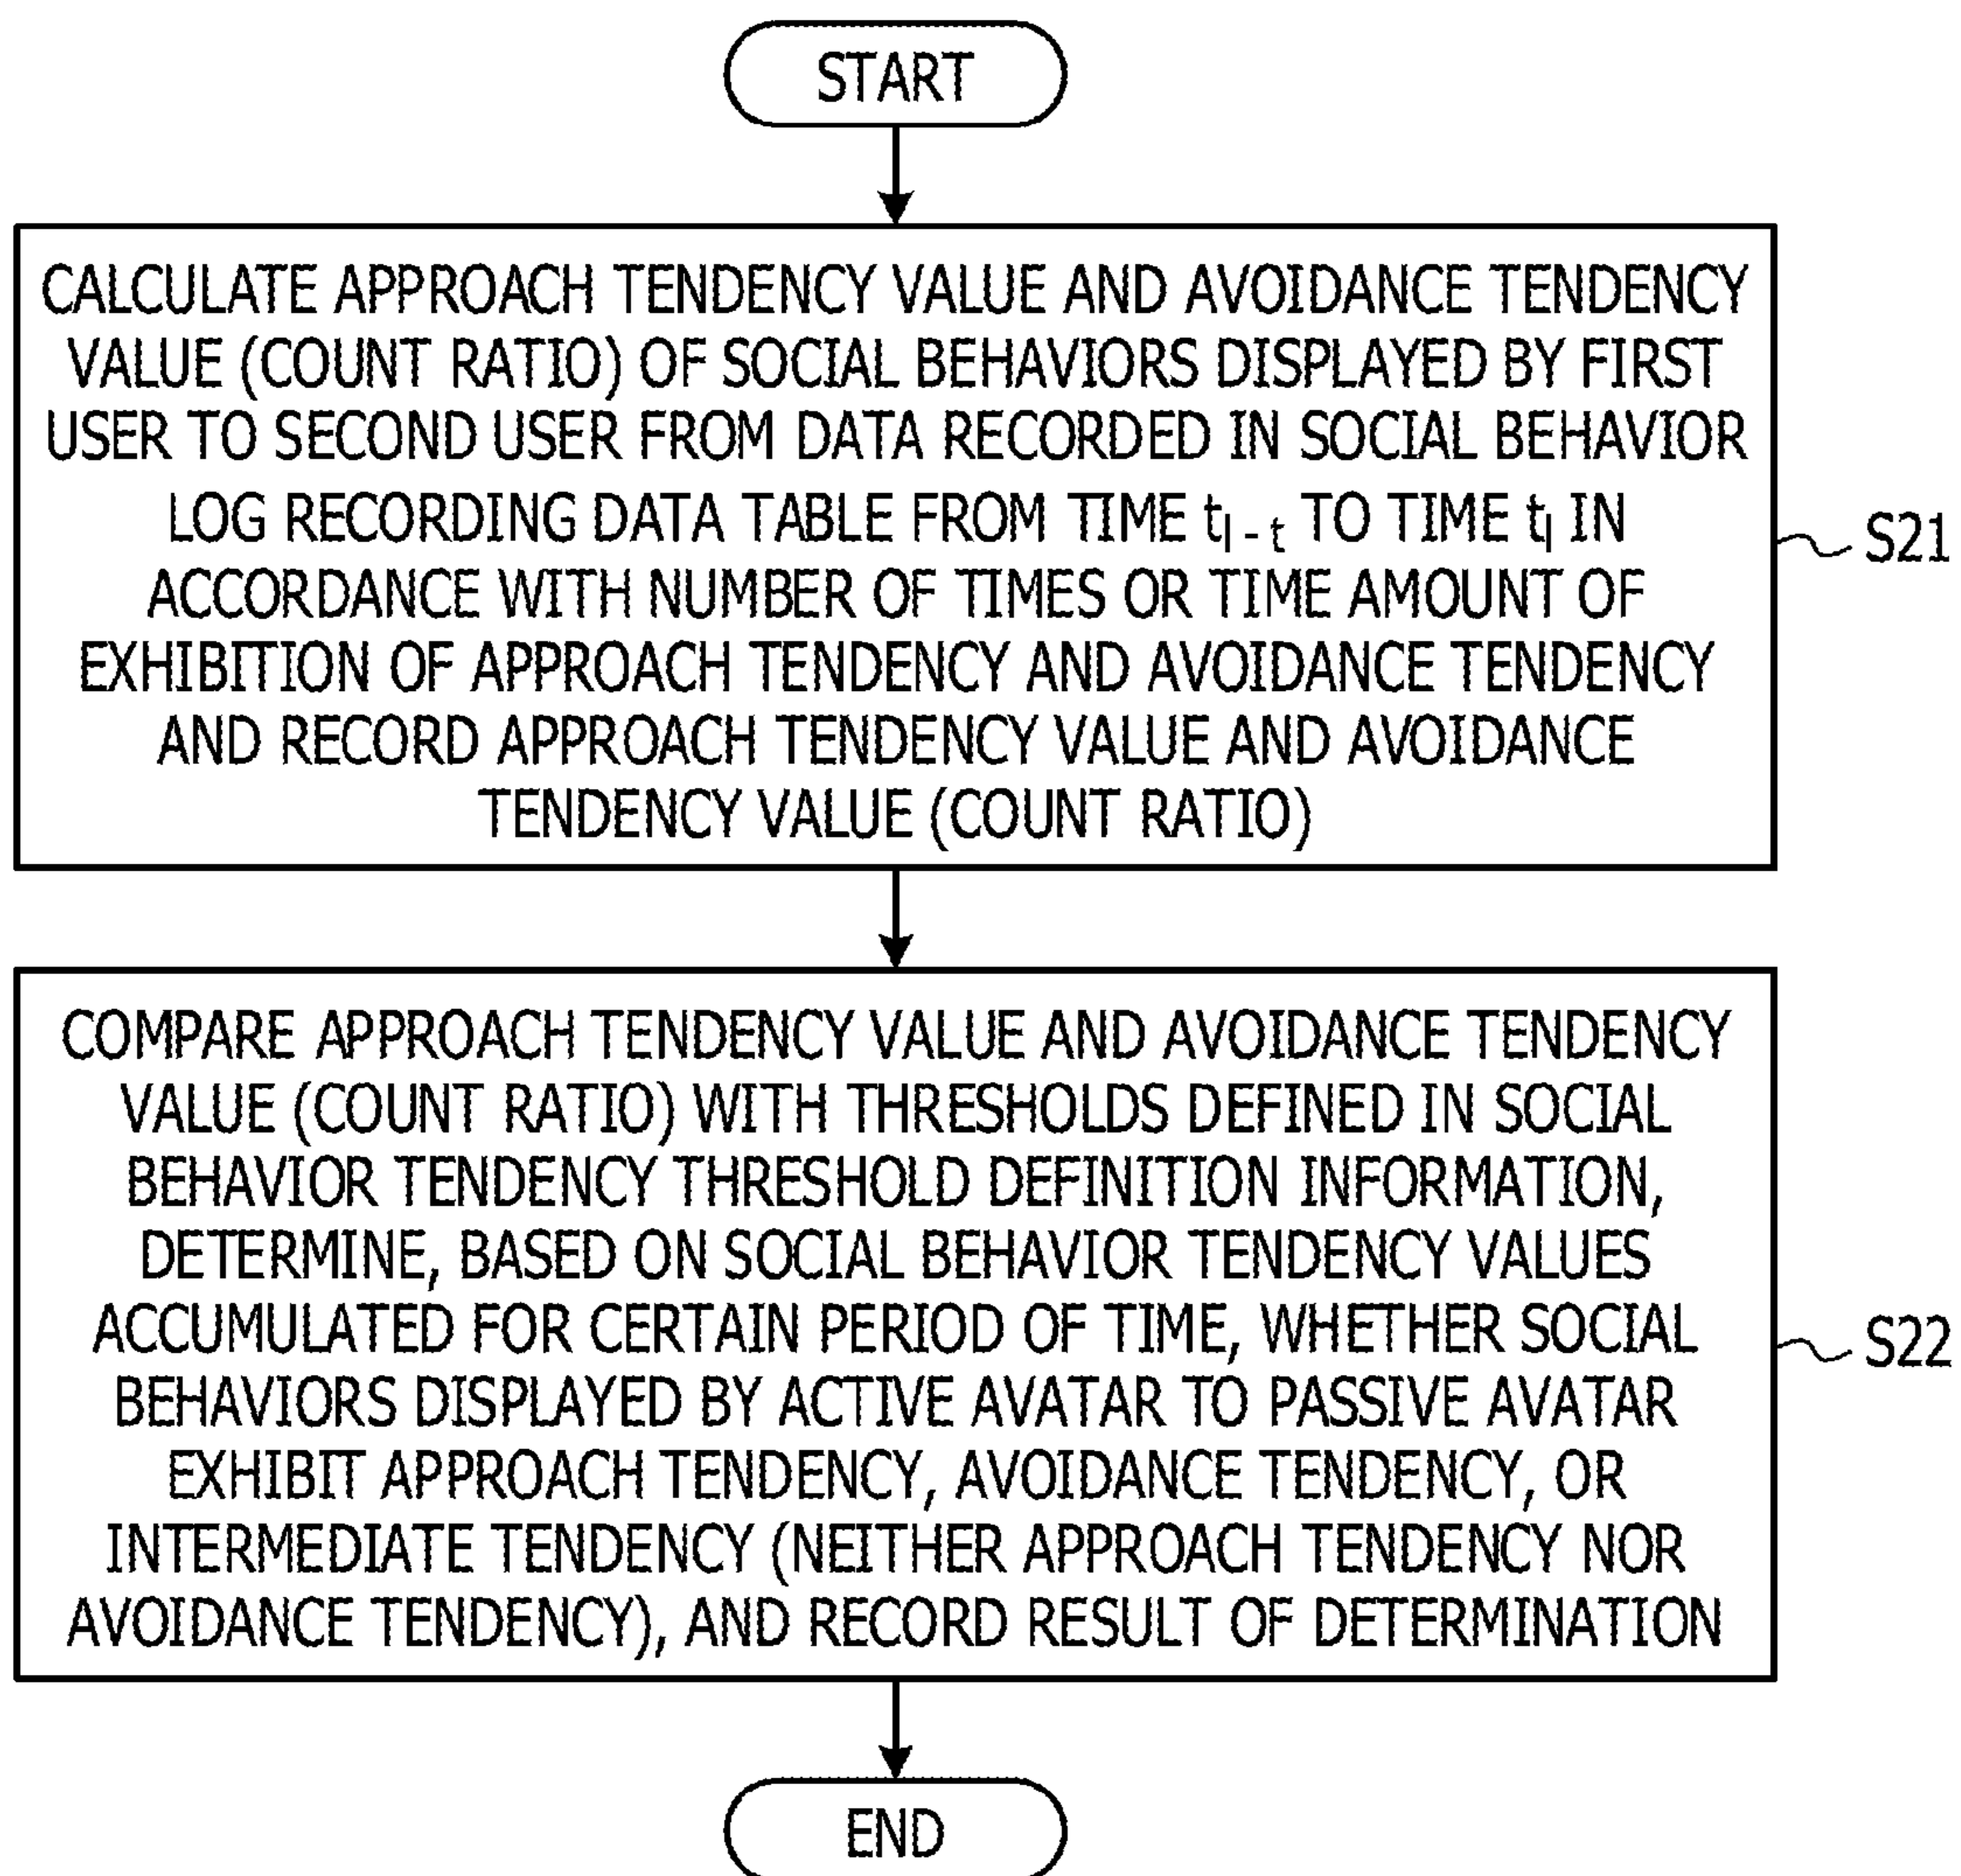 START
CALCULATE APPROACH TENDENCY VALUE AND AVOIDANCE TENDENCY
VALUE (COUNT RATIO) OF SOCIAL BEHAVIORS DISPLAYED BY FIRST
USER TO SECOND USER FROM DATA RECORDED IN SOCIAL BEHAVIOR
LOG RECORDING DATA TABLE FROM TIME tl-t TO TIME tl IN
ACCORDANCE WITH NUMBER OF TIMES OR TIME AMOUNT OF
EXHIBITION OF APPROACH TENDENCY AND AVOIDANCE TENDENCY
AND RECORD APPROACH TENDENCY VALUE AND AVOIDANCE
TENDENCY VALUE (COUNT RATIO)
S21
COMPARE APPROACH TENDENCY VALUE AND AVOIDANCE TENDENCY
VALUE (COUNT RATIO) WITH THRESHOLDS DEFINED IN SOCIAL
BEHAVIOR TENDENCY THRESHOLD DEFINITION INFORMATION,
DETERMINE, BASED ON SOCIAL BEHAVIOR TENDENCY VALUES
ACCUMULATED FOR CERTAIN PERIOD OF TIME, WHETHER SOCIAL
BEHAVIORS DISPLAYED BY ACTIVE AVATAR TO PASSIVE AVATAR
EXHIBIT APPROACH TENDENCY, AVOIDANCE TENDENCY, OR
INTERMEDIATE TENDENCY (NEITHER APPROACH TENDENCY NOR
AVOIDANCE TENDENCY), AND RECORD RESULT OF DETERMINATION
S22
END